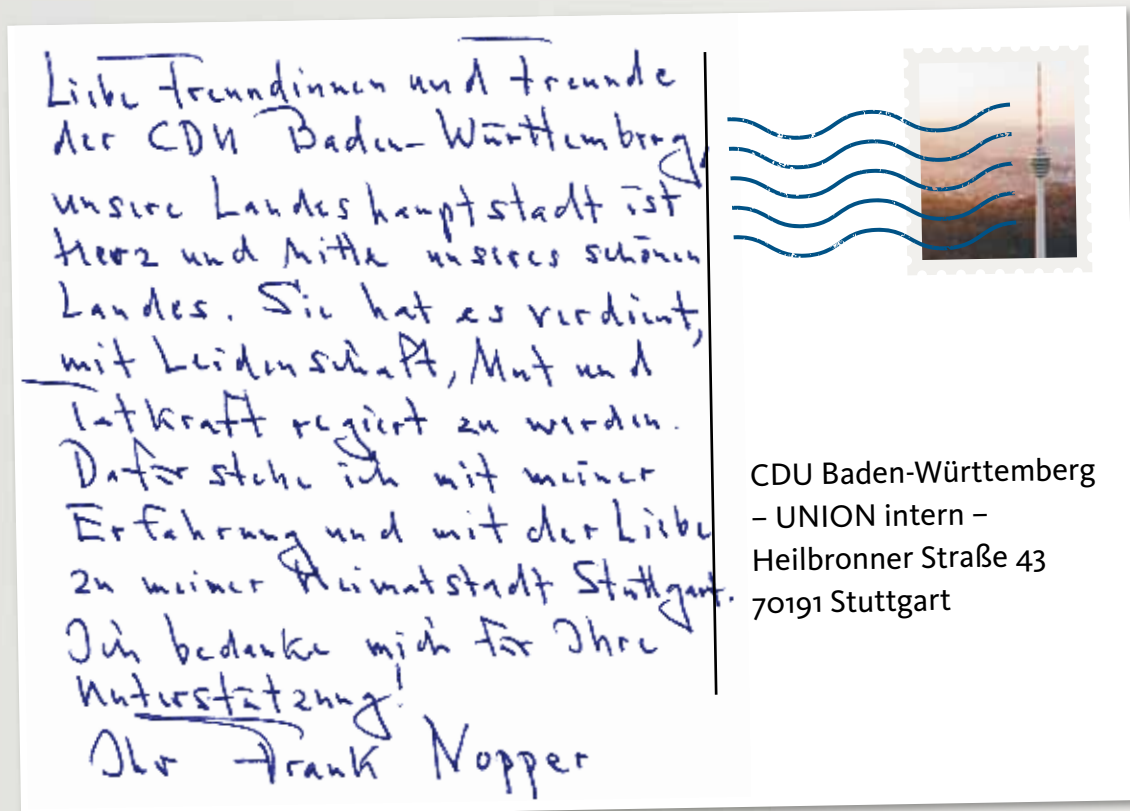 Liebe Freundinnen und Freunde
der CDU Baden-Württemberg,
unsere Landeshauptstadt ist
Herz und Mitte unseres schönen
Landes. Sie hat es verdient,
mit Leidenschaft, Mut und
Tatkraft regiert zu werden.
Dafür stehe ich mit meiner
Erfahrung und mit der Liebe
zu meiner Heimatstadt Stuttgart.
Ich bedanke mich für Ihre
Unterstützung!
Ihr Frank Nopper
CDU Baden-Württemberg
– UNION intern –
Heilbronner Straße 43
70191 Stuttgart